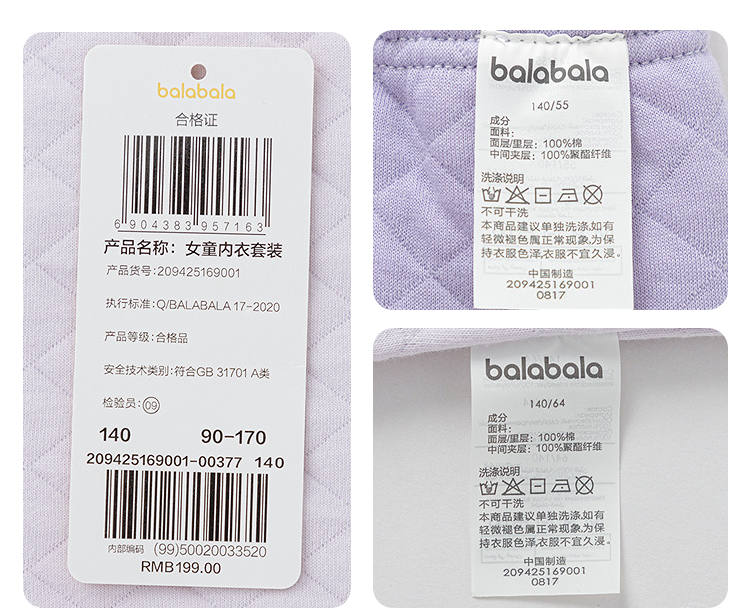 balabala
合格证
6 904383 957163
产品名称: 女童内衣套装
产品货号: 209425169001
执行标准: Q/BALABALA 17-2020
产品等级: 合格品
安全技术类别: 符合GB 31701 A类
检验员: 09
140 90-170
209425169001-00377 140
内部编码 (99)50020033520
RMB199.00
balabala
140/55
成分
面料:
面层/里层: 100%棉
中间夹层: 100%聚酯纤维
洗涤说明
不可干洗
本商品建议单独洗涤,如有
轻微褪色属正常现象,为保
持衣服色泽,衣服不宜久浸。
中国制造
209425169001
0817
balabala
140/64
成分
面料:
面层/里层: 100%棉
中间夹层: 100%聚酯纤维
洗涤说明
不可干洗
本商品建议单独洗涤,如有
轻微褪色属正常现象,为保
持衣服色泽,衣服不宜久浸。
中国制造
209425169001
0817